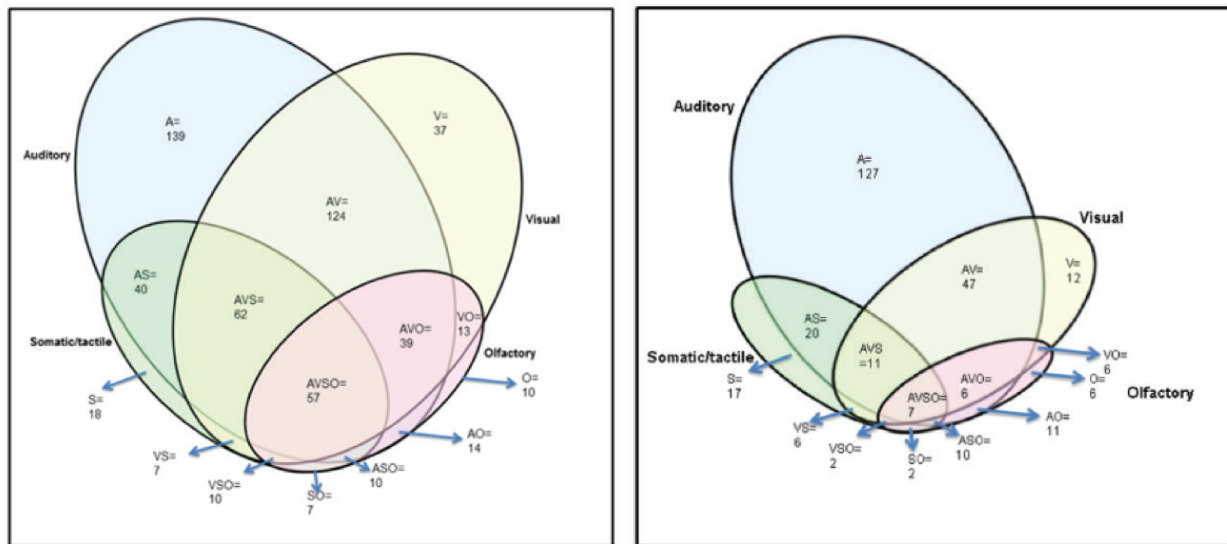 A=
139
V=
37
Auditory
AV=
124
Visual
AS=
40
AVS=
62
AVO=
39
VO=
13
Somatic/tactile
Olfactory
AVSO=
57
S=
18
O=
10
AO=
14
VS=
7
VSO=
10
SO=
7
ASO=
10
Auditory
A=
127
Visual
V=
12
AV=
47
AS=
20
AVS
=11
Somatic/tactile
S=
17
AVO=
6
AVSO=
7
VO=
6
O=
6
Olfactory
AO=
11
VS=
6
VSO=
2
SO=
2
ASO=
10